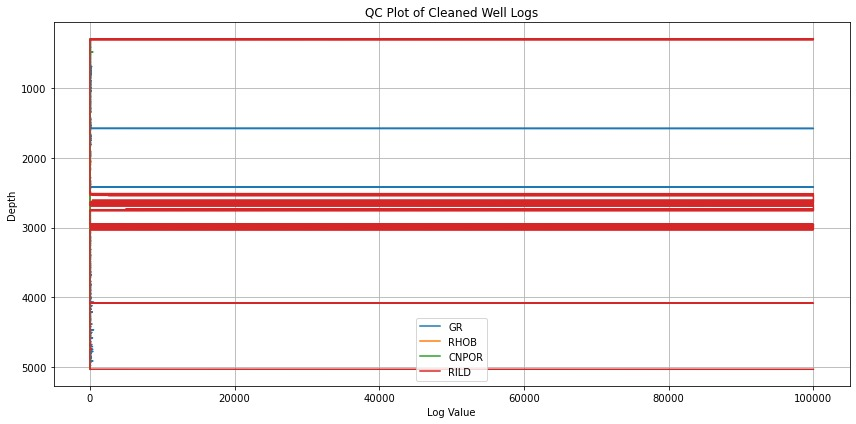 QC Plot of Cleaned Well Logs
1000
2000
3000
4000
5000
Depth
GR
RHOB
CNPOR
RILD
0 20000 40000 60000 80000 100000
Log Value